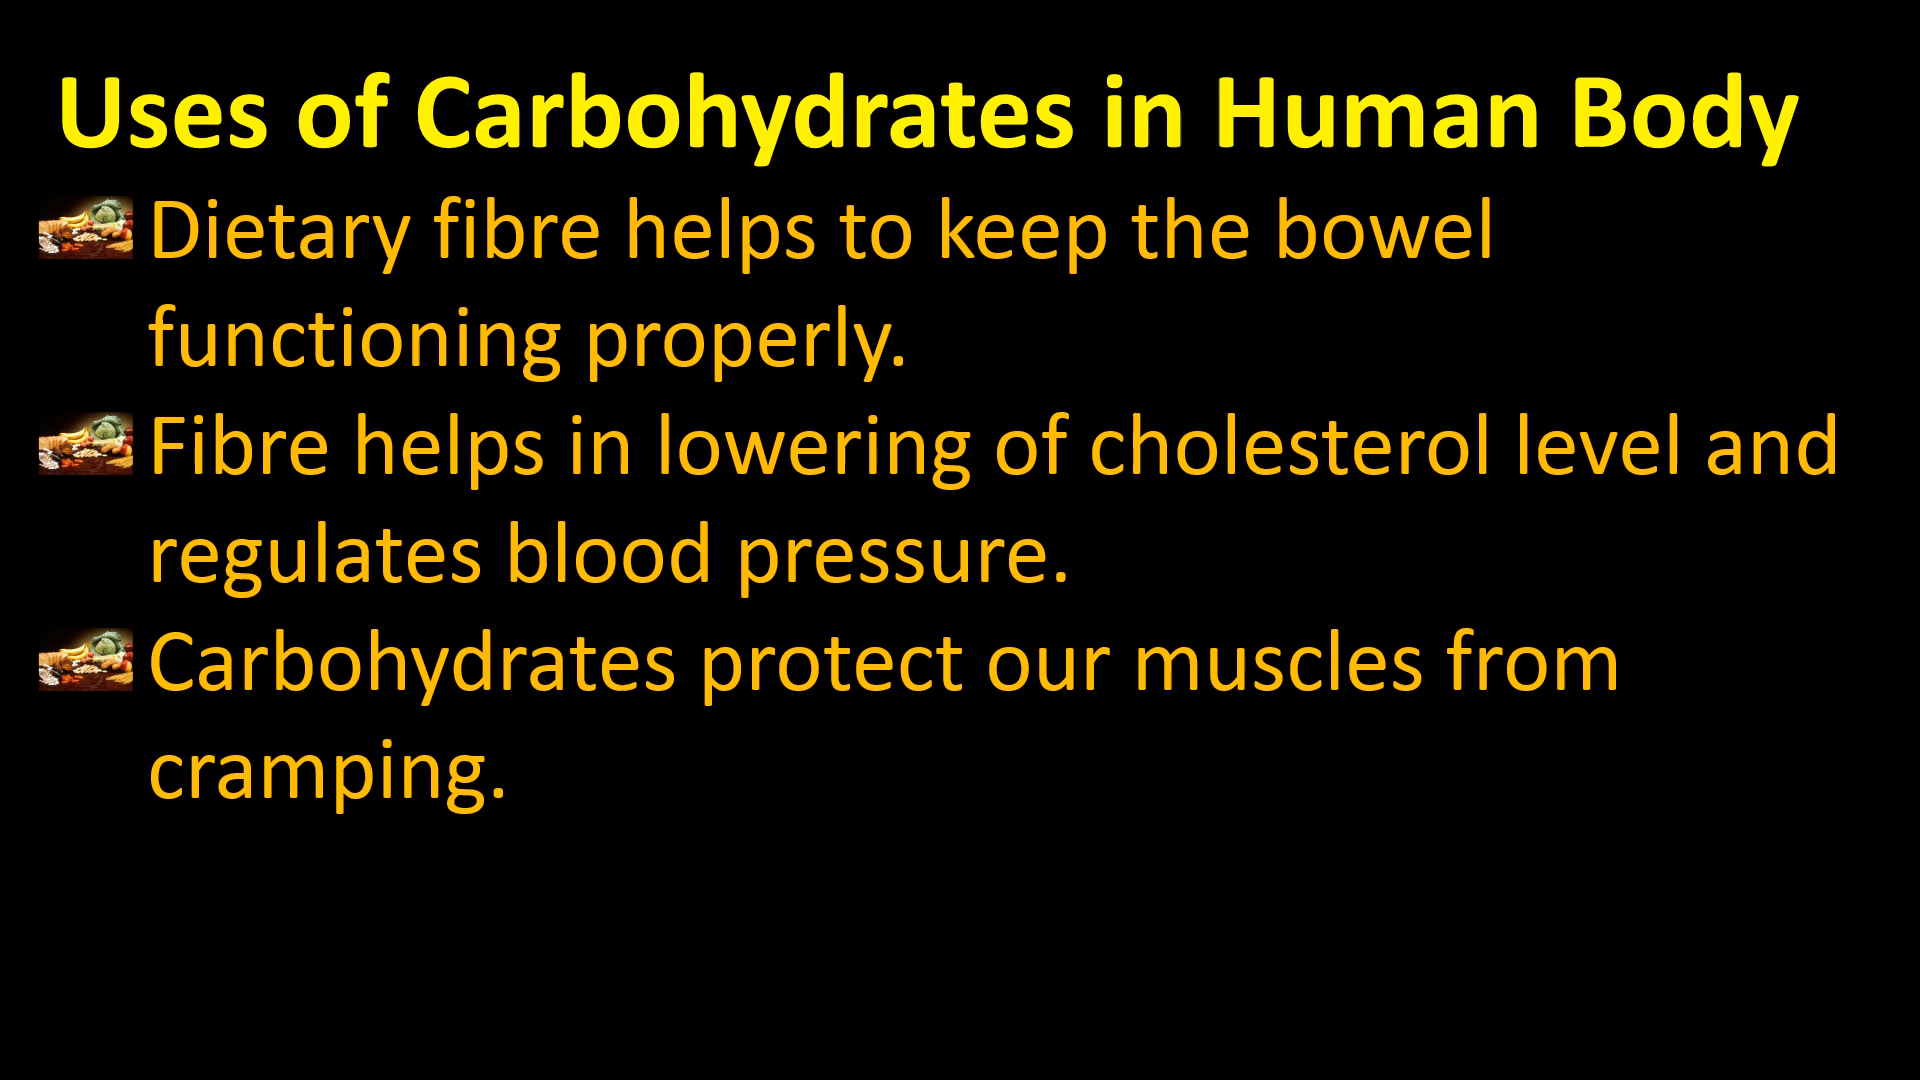 Uses of Carbohydrates in Human Body
Dietary fibre helps to keep the bowel
functioning properly.
Fibre helps in lowering of cholesterol level and
regulates blood pressure.
Carbohydrates protect our muscles from
cramping.